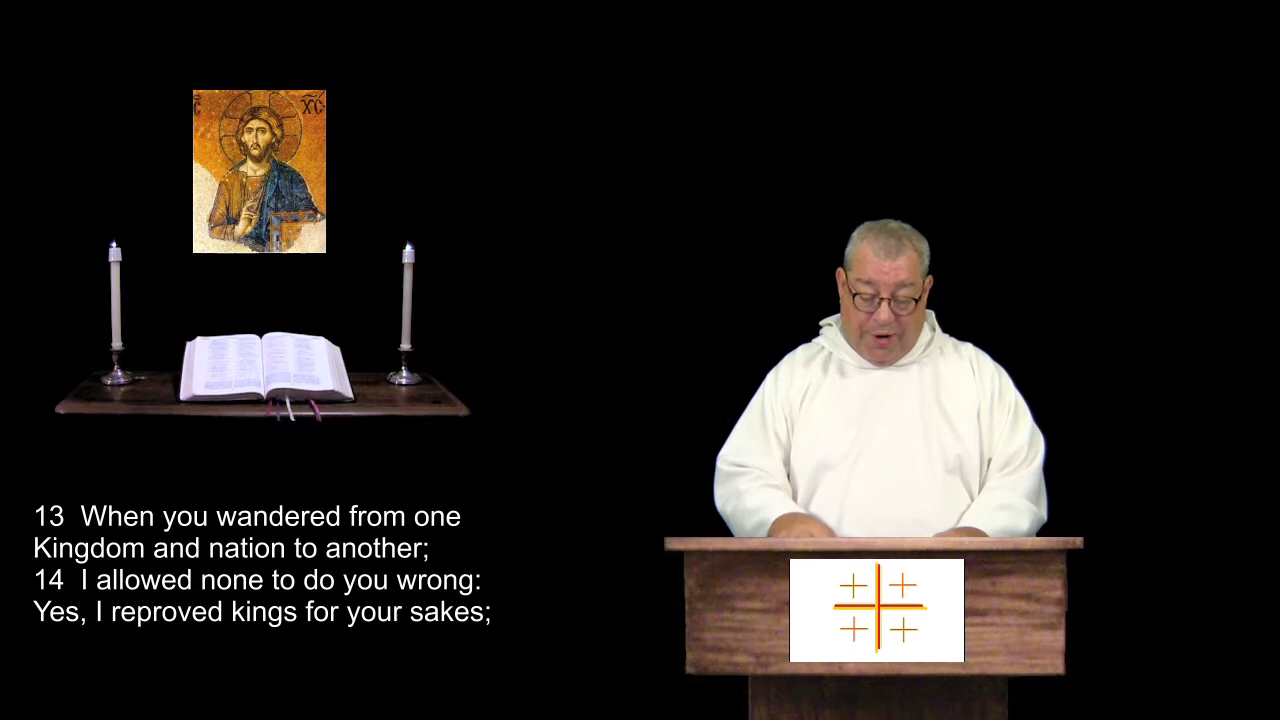 C
XC
13 When you wandered from one
Kingdom and nation to another;
14 I allowed none to do you wrong:
Yes, I reproved kings for your sakes;